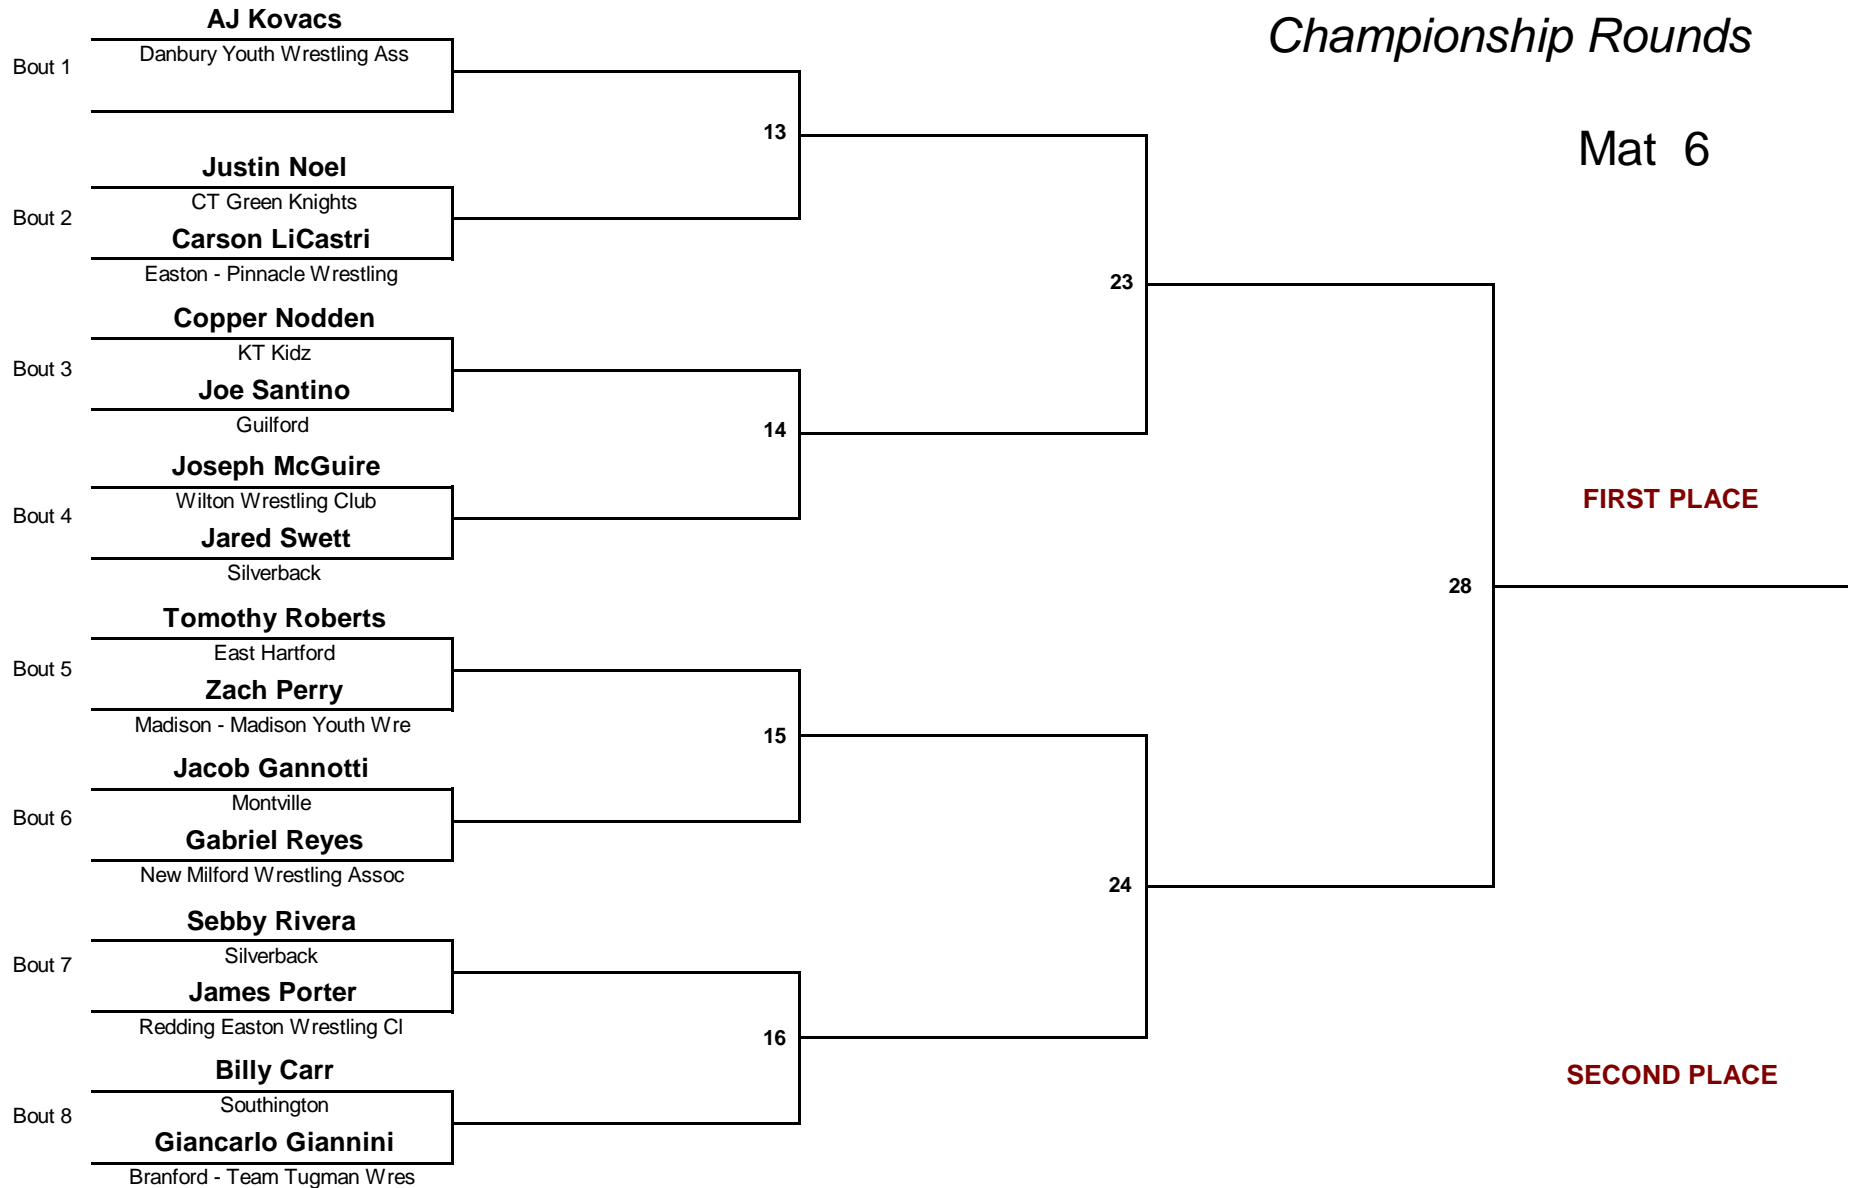 Championship Rounds
Mat 6
AJ Kovacs
Bout 1
Danbury Youth Wrestling Ass
13
Justin Noel
Bout 2
CT Green Knights
Carson LiCastri
Easton - Pinnacle Wrestling
23
Copper Nodden
Bout 3
KT Kidz
Joe Santino
Guilford
14
Joseph McGuire
Bout 4
Wilton Wrestling Club
Jared Swett
Silverback
FIRST PLACE
28
Tomothy Roberts
Bout 5
East Hartford
Zach Perry
Madison - Madison Youth Wre
15
Jacob Gannotti
Bout 6
Montville
Gabriel Reyes
New Milford Wrestling Assoc
24
Sebby Rivera
Bout 7
Silverback
James Porter
Redding Easton Wrestling Cl
16
Billy Carr
Bout 8
Southington
Giancarlo Giannini
Branford - Team Tugman Wres
SECOND PLACE